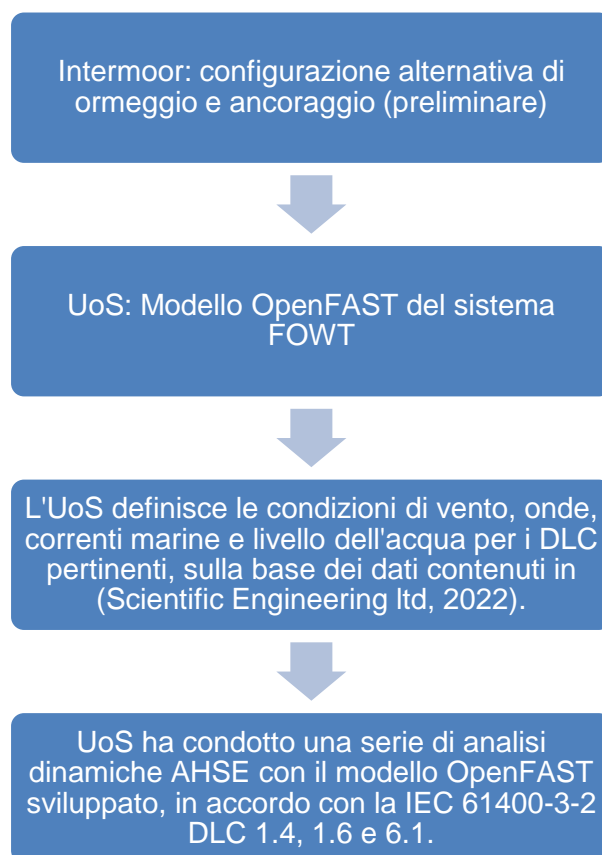 Intermoor: configurazione alternativa di
ormeggio e ancoraggio (preliminare)
UoS: Modello OpenFAST del sistema
FOWT
L'UoS definisce le condizioni di vento, onde,
correnti marine e livello dell'acqua per i DLC
pertinenti, sulla base dei dati contenuti in
(Scientific Engineering ltd, 2022).
UoS ha condotto una serie di analisi
dinamiche AHSE con il modello OpenFAST
sviluppato, in accordo con la IEC 61400-3-2
DLC 1.4, 1.6 e 6.1.